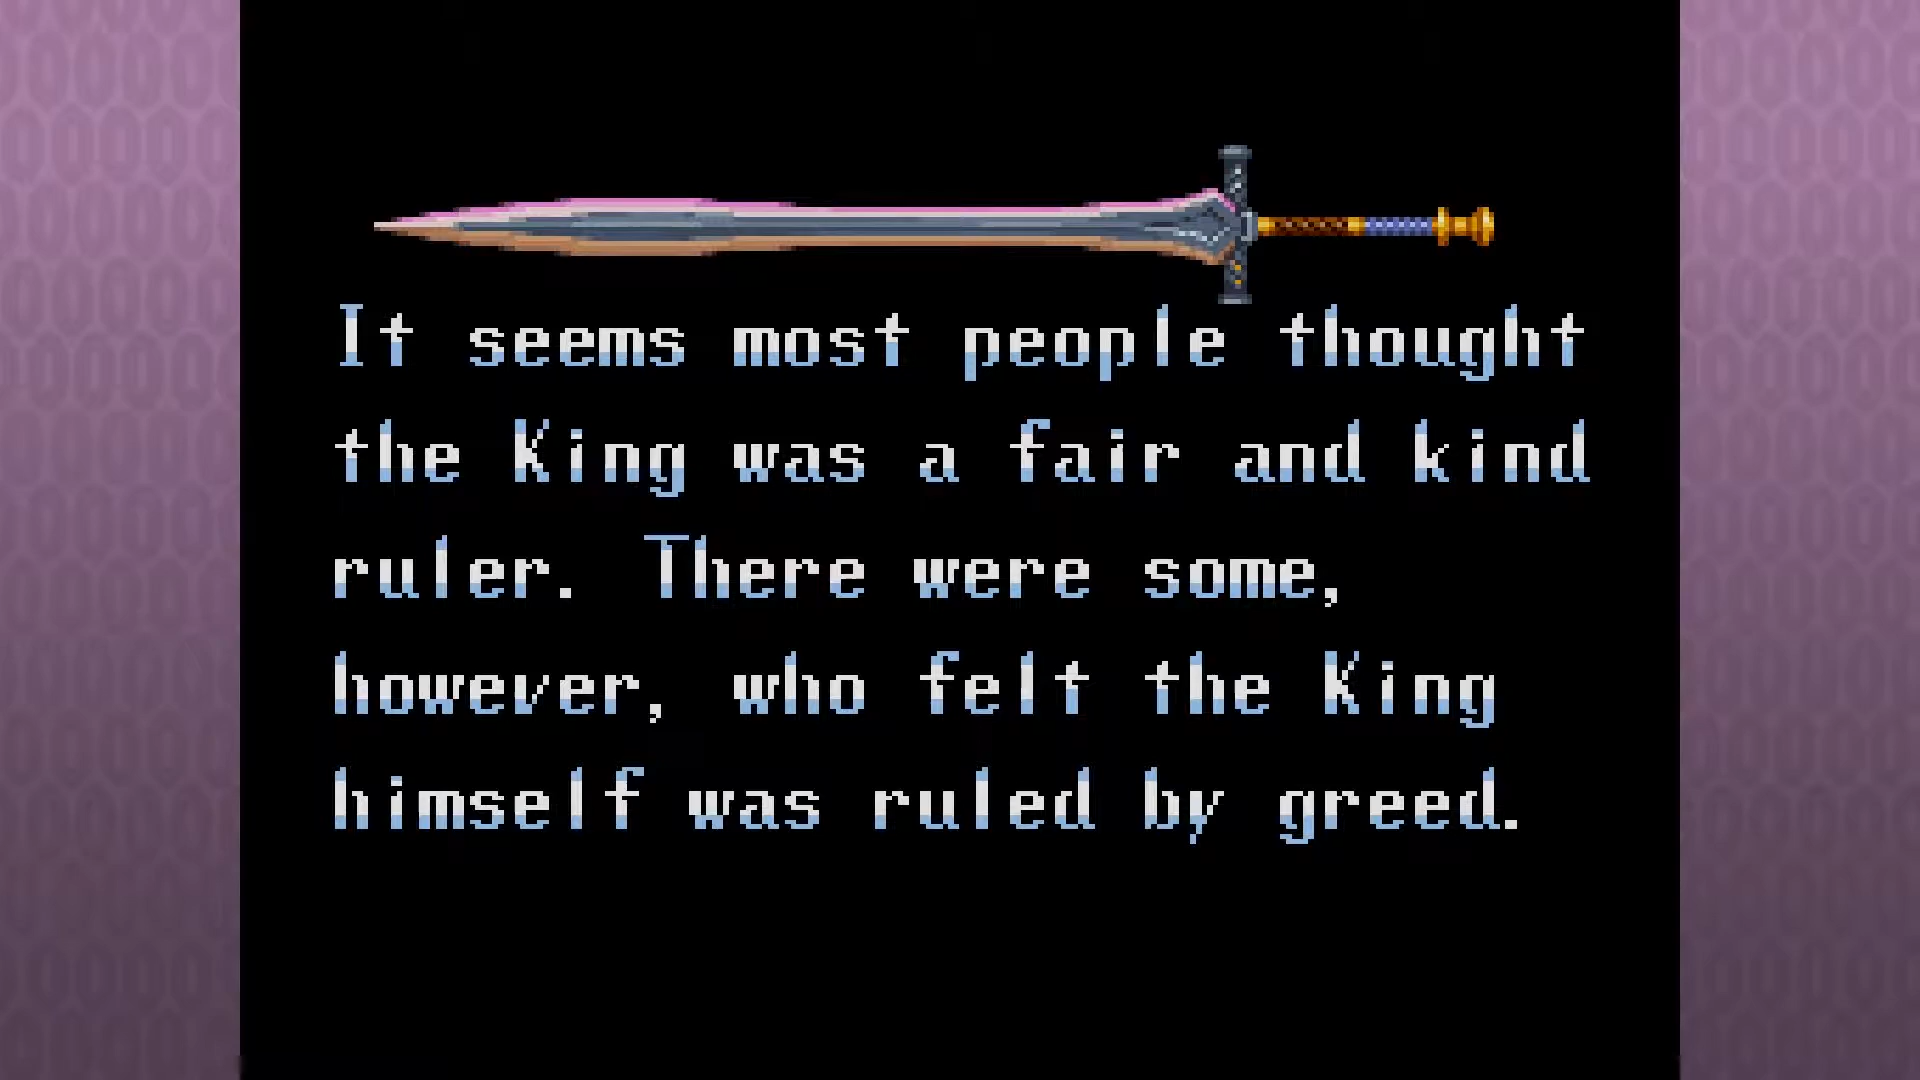 It seems most people thought
the King was a fair and kind
ruler.  There were some,
however, who felt the King
himself was ruled by greed.